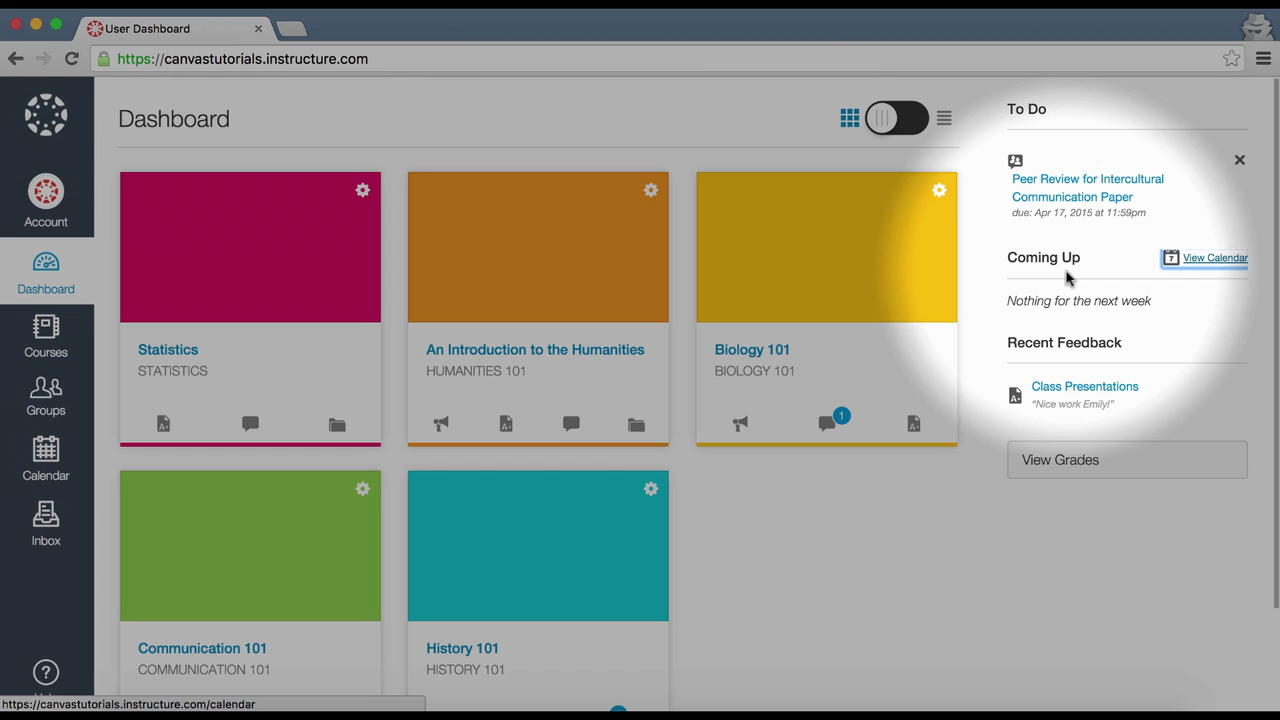 User Dashboard
https://canvastutorials.instructure.com
Account
Dashboard
Courses
Groups
Calendar
Inbox
Dashboard
Statistics
STATISTICS
An Introduction to the Humanities
HUMANITIES 101
Biology 101
BIOLOGY 101
1
Communication 101
COMMUNICATION 101
History 101
HISTORY 101
To Do
Peer Review for Intercultural
Communication Paper
due: Apr 17, 2015 at 11:59pm
Coming Up
7 View Calendar
Nothing for the next week
Recent Feedback
Class Presentations
"Nice work Emily!"
View Grades
https://canvastutorials.instructure.com/calendar